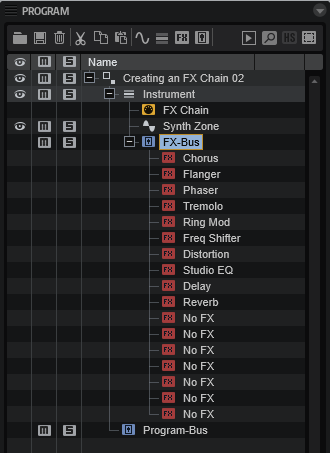 PROGRAM
FX
HS
M S Name
M S Creating an FX Chain 02
M S Instrument
FX Chain
M S Synth Zone
M S FX-Bus
FX Chorus
FX Flanger
FX Phaser
FX Tremolo
FX Ring Mod
FX Freq Shifter
FX Distortion
FX Studio EQ
FX Delay
FX Reverb
FX No FX
FX No FX
FX No FX
FX No FX
FX No FX
FX No FX
FX No FX
M S Program-Bus